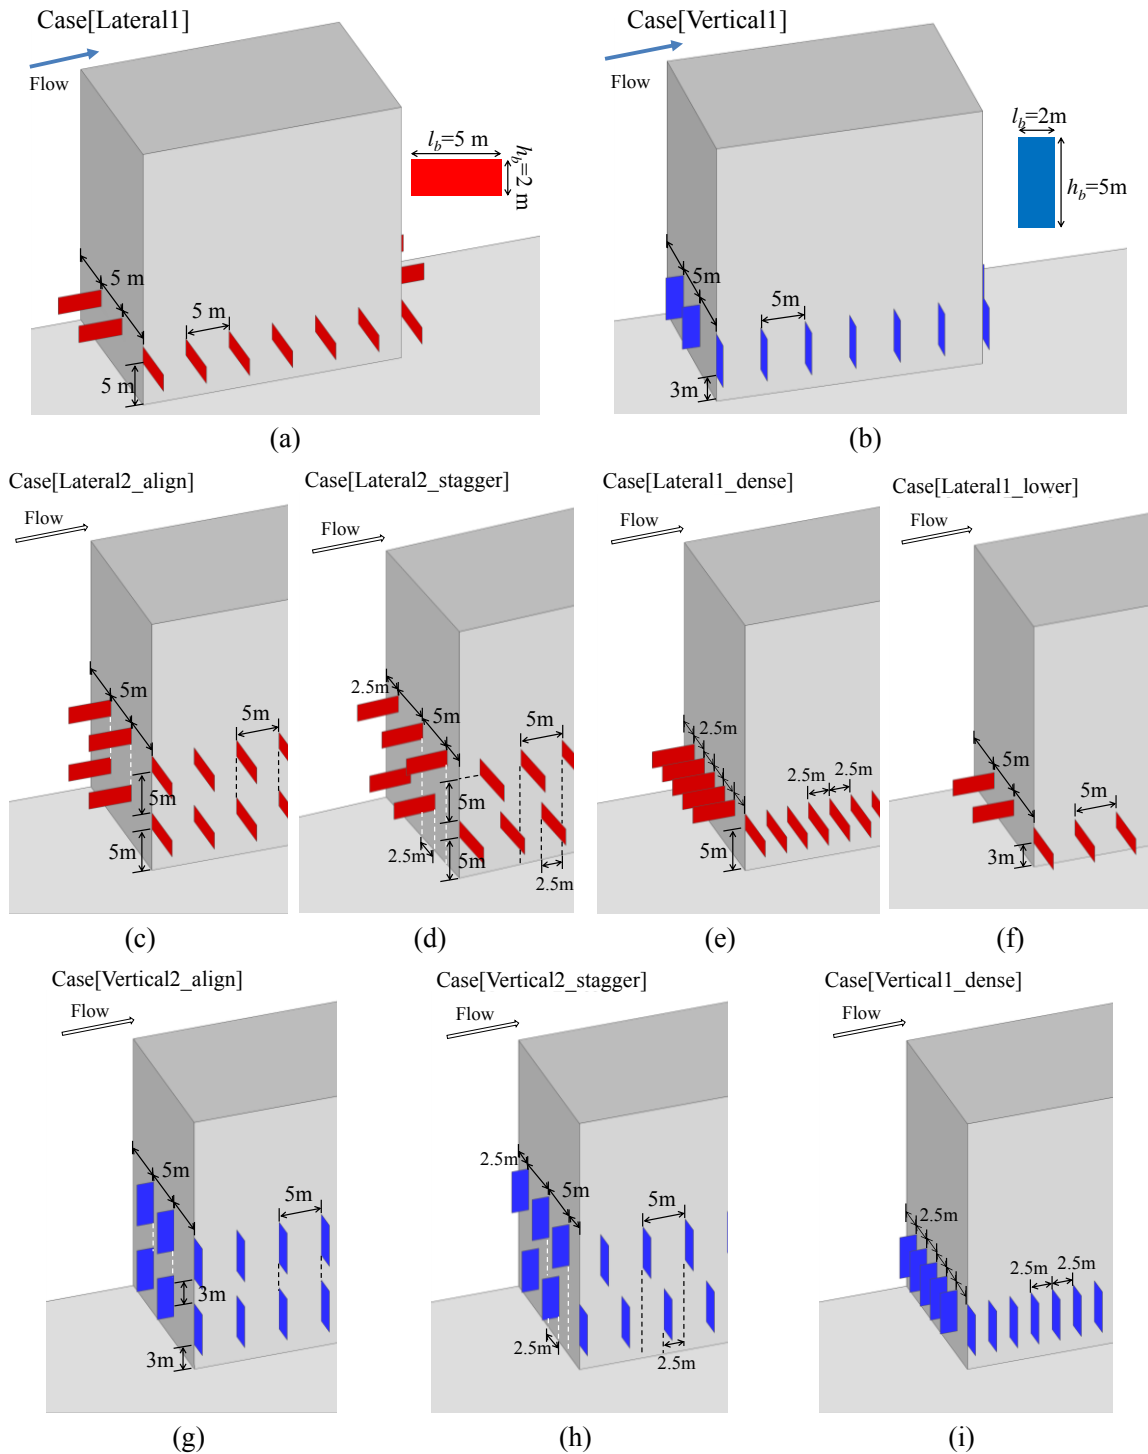 Case[Lateral1]
Flow
l_b=5 m
h_b=2 m
5 m
5 m
5 m
(a)
Case[Vertical1]
Flow
l_b=2m
h_b=5m
5m
5m
3m
(b)
Case[Lateral2_align]
Flow
5m
5m
5m
5m
(c)
Case[Lateral2_stagger]
Flow
2.5m
5m
5m
5m
2.5m
5m
2.5m
(d)
Case[Lateral1_dense]
Flow
2.5m
2.5m
2.5m
5m
(e)
Case[Lateral1_lower]
Flow
5m
5m
3m
(f)
Case[Vertical2_align]
Flow
5m
5m
3m
3m
(g)
Case[Vertical2_stagger]
Flow
2.5m
5m
5m
2.5m
2.5m
(h)
Case[Vertical1_dense]
Flow
2.5m
2.5m
2.5m
(i)